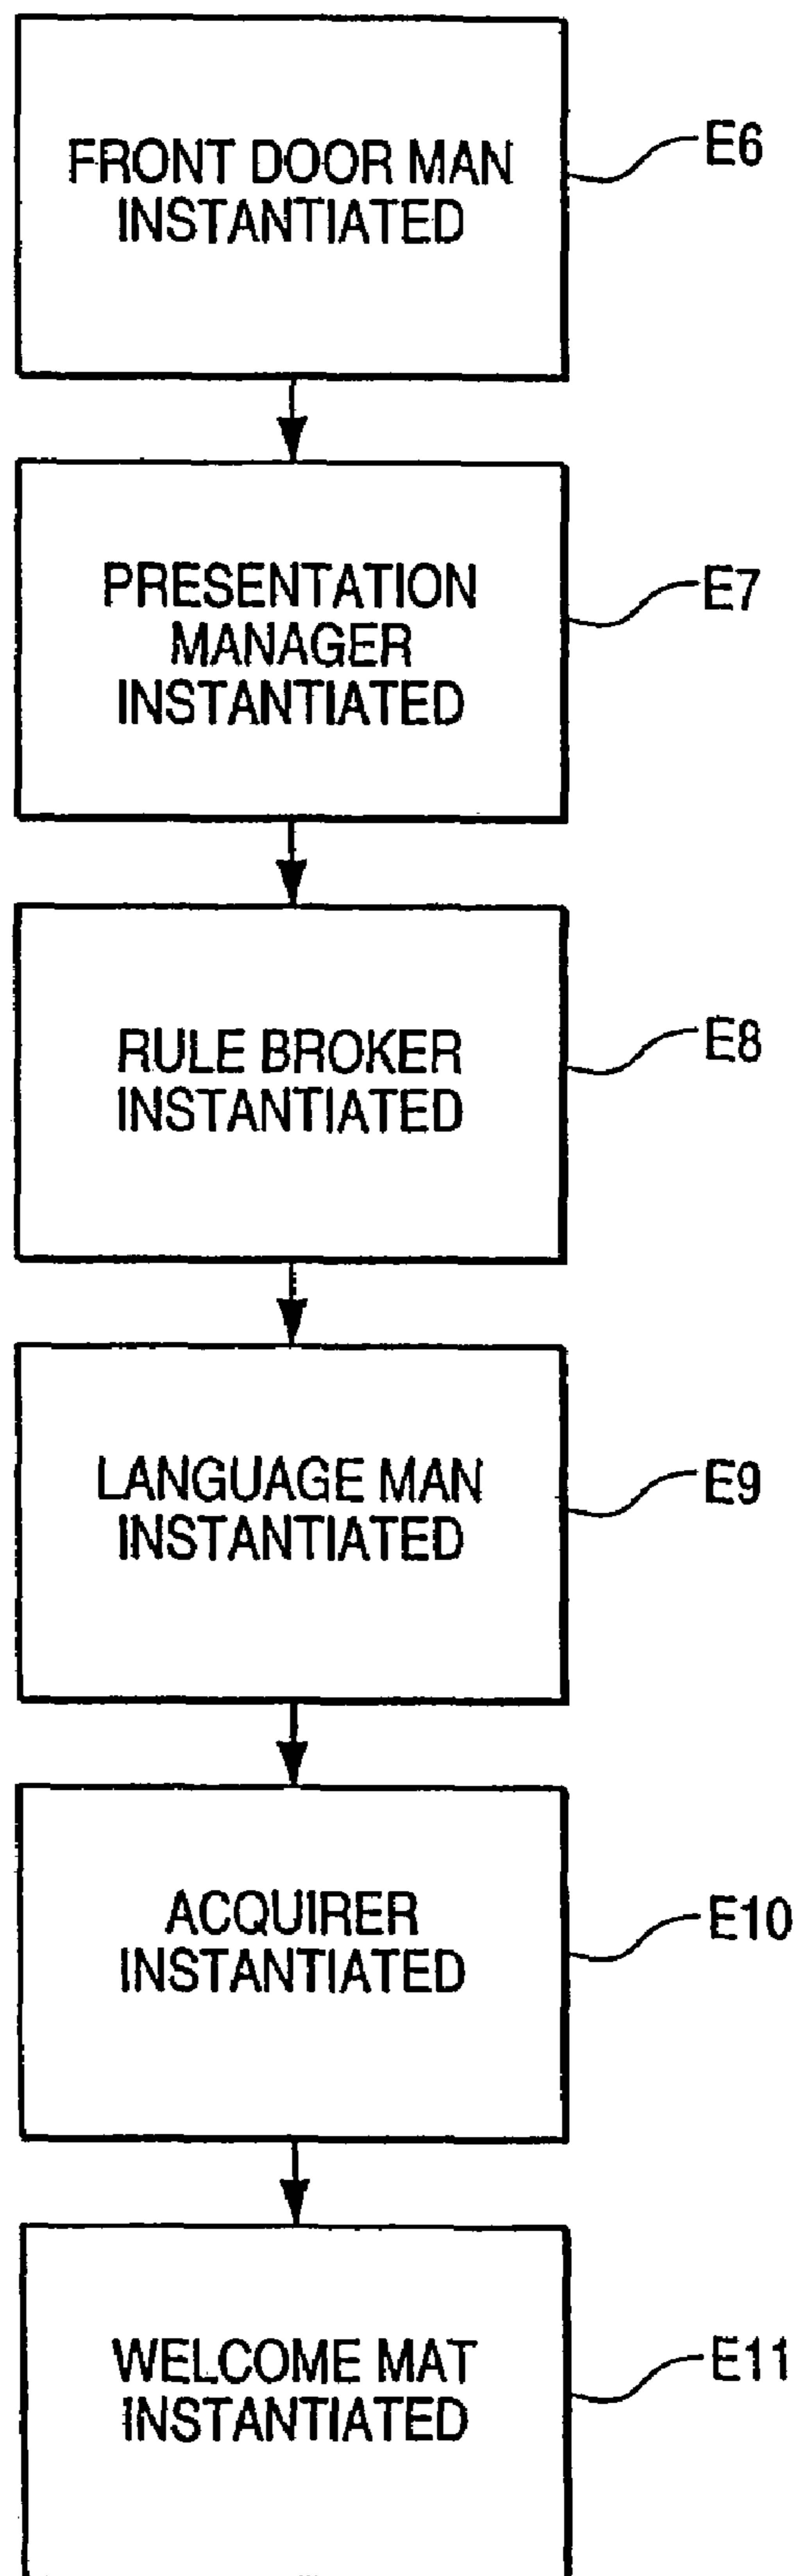 FRONT DOOR MAN
INSTANTIATED
E6
PRESENTATION
MANAGER
INSTANTIATED
E7
RULE BROKER
INSTANTIATED
E8
LANGUAGE MAN
INSTANTIATED
E9
ACQUIRER
INSTANTIATED
E10
WELCOME MAT
INSTANTIATED
E11